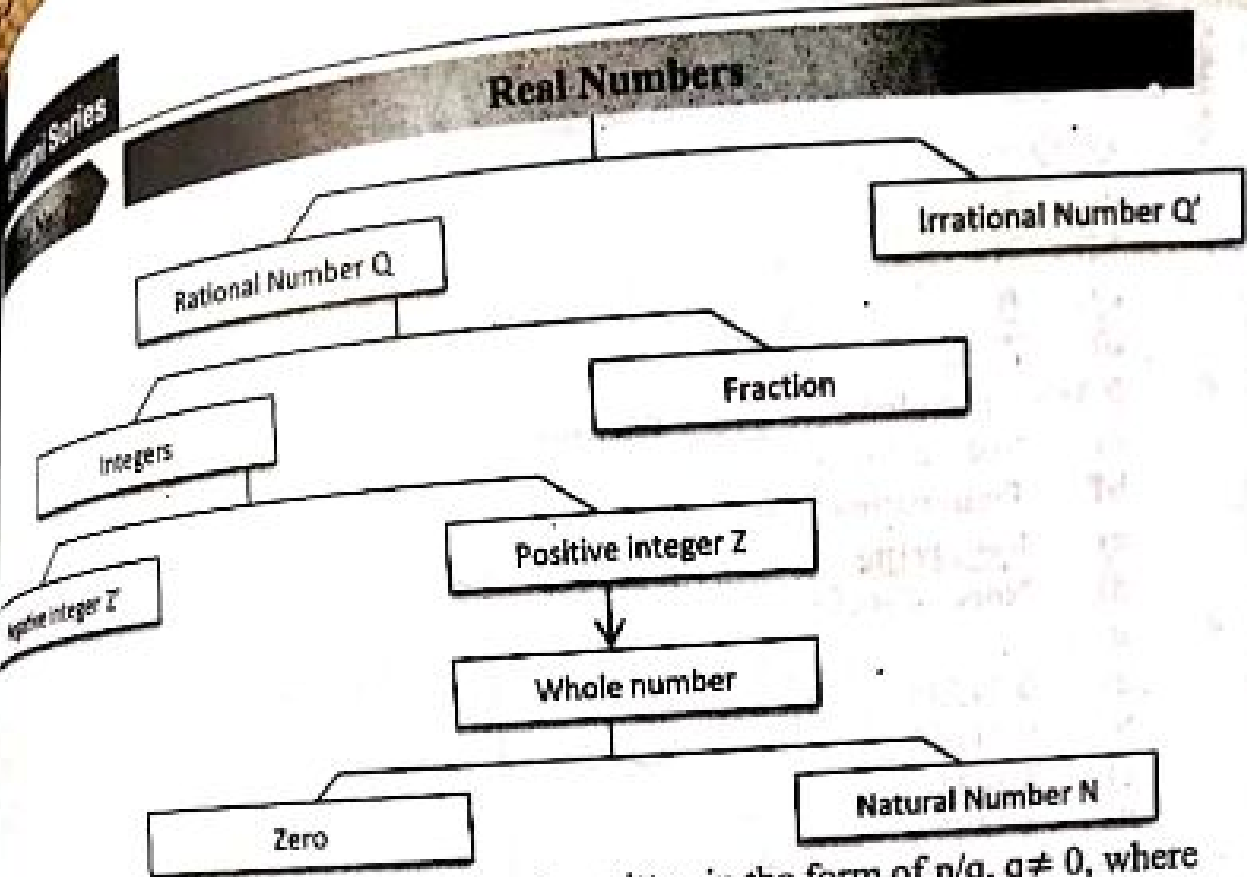 Real Numbers
Series
Irrational Number Q'
Rational Number Q
Fraction
Integers
Positive integer Z
integer Z'
Whole number
Natural Number N
Zero
in the form of p/q, q≠ 0, where